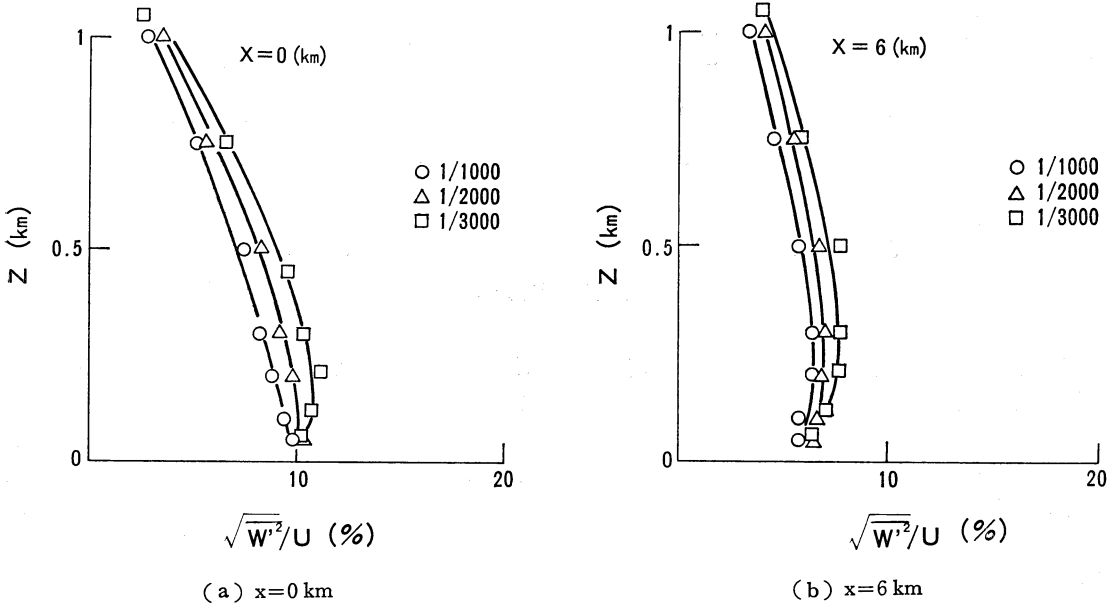 1
X=0 (km)
○ 1/1000
△ 1/2000
□ 1/3000
Z (km)
0.5
0
10
20
√W'²/U (%)
(a) x=0 km
1
X=6 (km)
○ 1/1000
△ 1/2000
□ 1/3000
Z (km)
0.5
0
10
20
√W'²/U (%)
(b) x=6 km